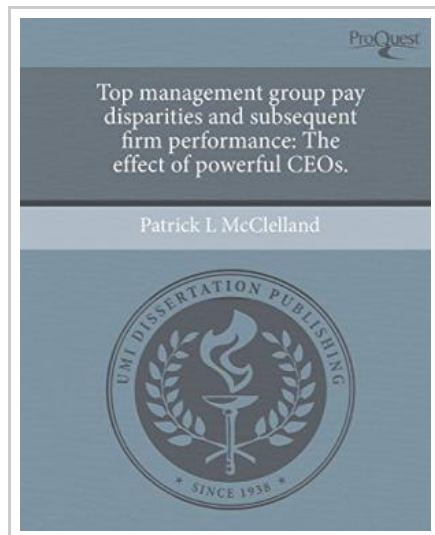 ProQuest
Top management group pay
disparities and subsequent
firm performance: The
effect of powerful CEOs.
Patrick L McClelland
UMI DISSERTATION PUBLISHING
* SINCE 1938 *